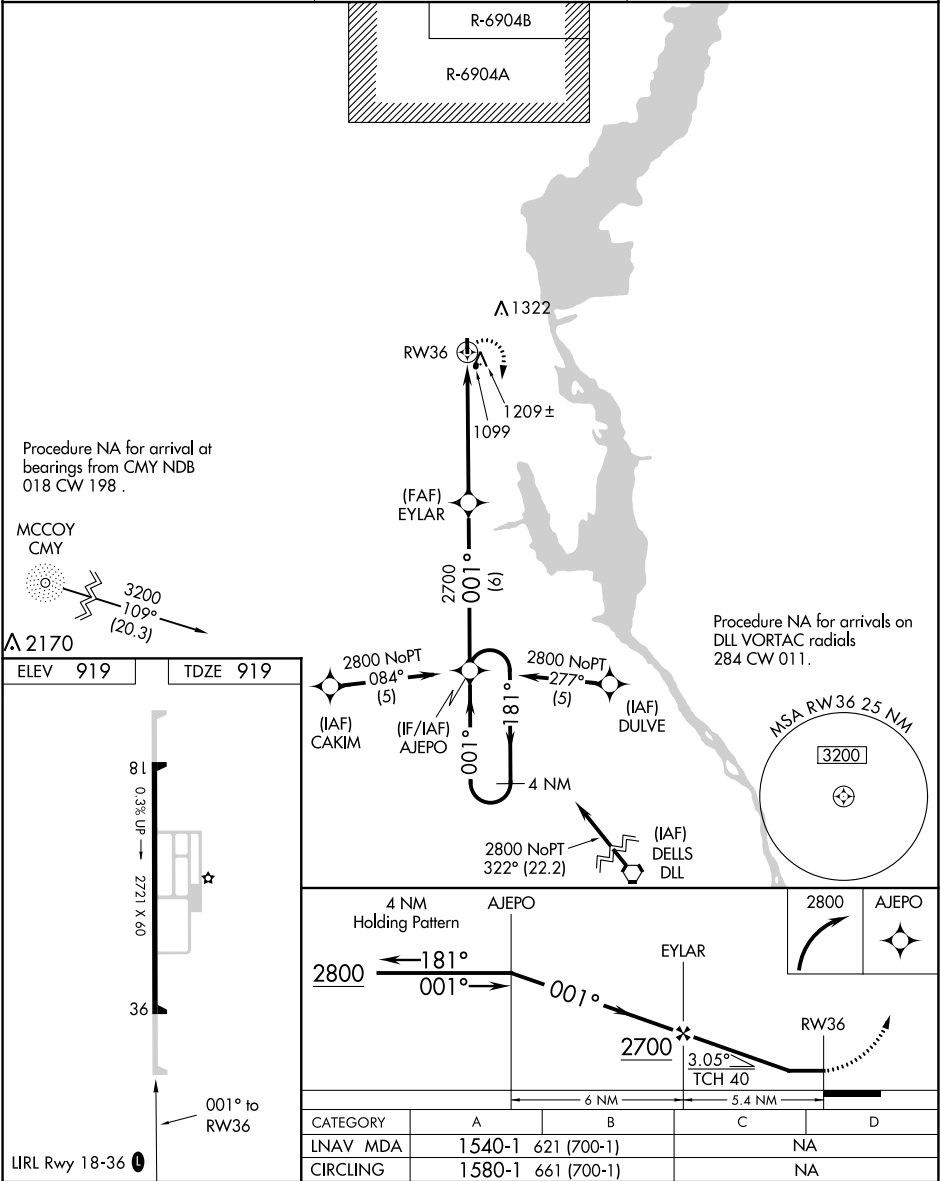 R-6904B
R-6904A
1322
RW36
1209 ±
1099
Procedure NA for arrival at
bearings from CMY NDB
018 CW 198 .
MCCOY
CMY
3200
109°
(20.3)
2170
(FAF)
EYLAR
2700
001°
(6)
Procedure NA for arrivals on
DLL VORTAC radials
284 CW 011.
2800 NoPT
084°
(5)
2800 NoPT
277°
(5)
(IAF)
CAKIM
(IF/IAF)
AJEPO
(IAF)
DULVE
001°
181°
4 NM
2800 NoPT
322° (22.2)
(IAF)
DELLS
DLL
MSA RW36 25 NM
3200
ELEV 919
TDZE 919
18
0.3% UP
2721 X 60
36
001° to
RW36
LIRL Rwy 18-36 L
4 NM
Holding Pattern
AJEPO
2800
181°
001°
001°
EYLAR
2700
3.05°
TCH 40
RW36
2800
AJEPO
6 NM
5.4 NM
CATEGORY A B C D
LNAV MDA 1540-1 621 (700-1) NA
CIRCLING 1580-1 661 (700-1) NA